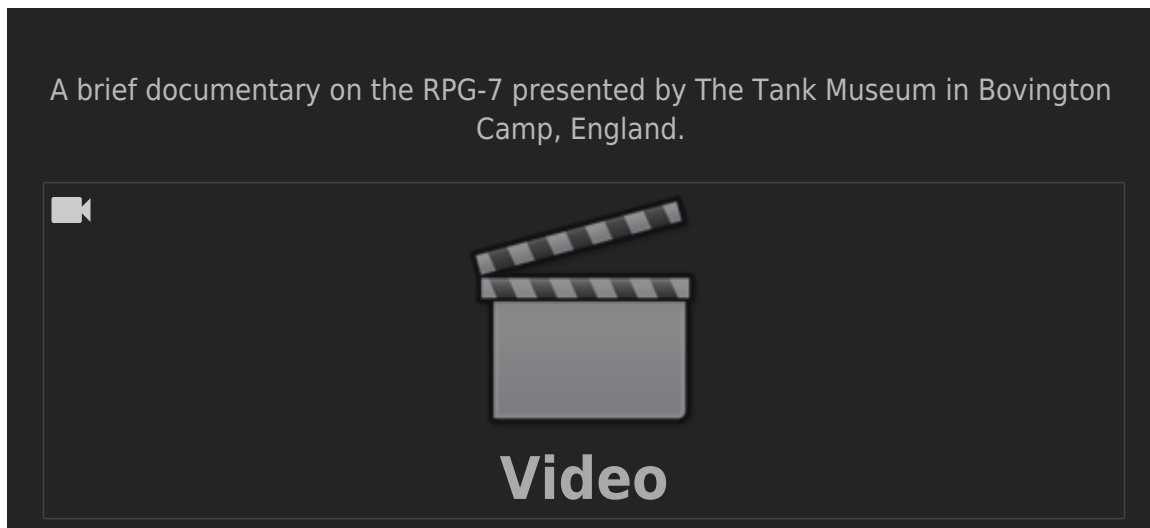 A brief documentary on the RPG-7 presented by The Tank Museum in Bovington
Camp, England.
Video